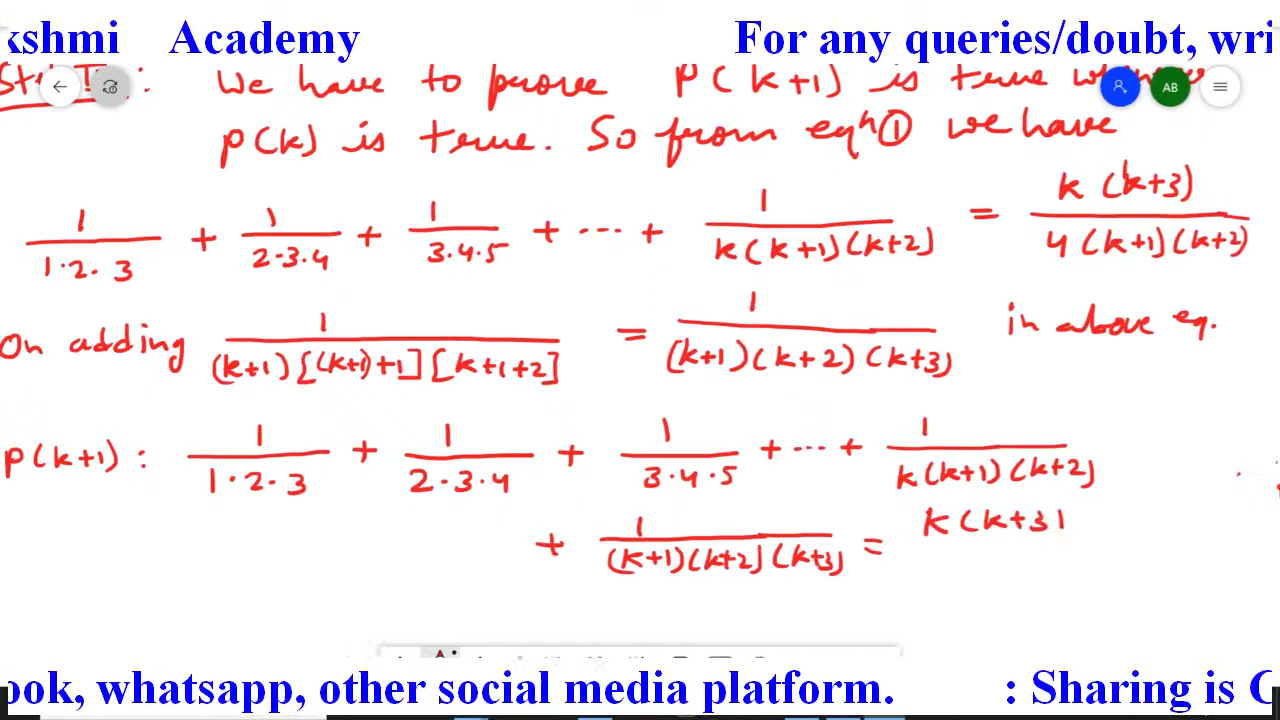 kshmi Academy For any queries/doubt, wri
: We have to prove P(k+1) is true
P(k) is true. So from eqⁿ ① we have
1/(1·2·3) + 1/(2·3·4) + 1/(3·4·5) + ··· + 1/(k(k+1)(k+2)) = k(k+3)/(4(k+1)(k+2))
On adding 1/((k+1)[(k+1)+1][k+1+2]) = 1/((k+1)(k+2)(k+3)) in above eq.
P(k+1) : 1/(1·2·3) + 1/(2·3·4) + 1/(3·4·5) + ··· + 1/(k(k+1)(k+2))
+ 1/((k+1)(k+2)(k+3)) = k(k+3)
AB
ook, whatsapp, other social media platform. : Sharing is C